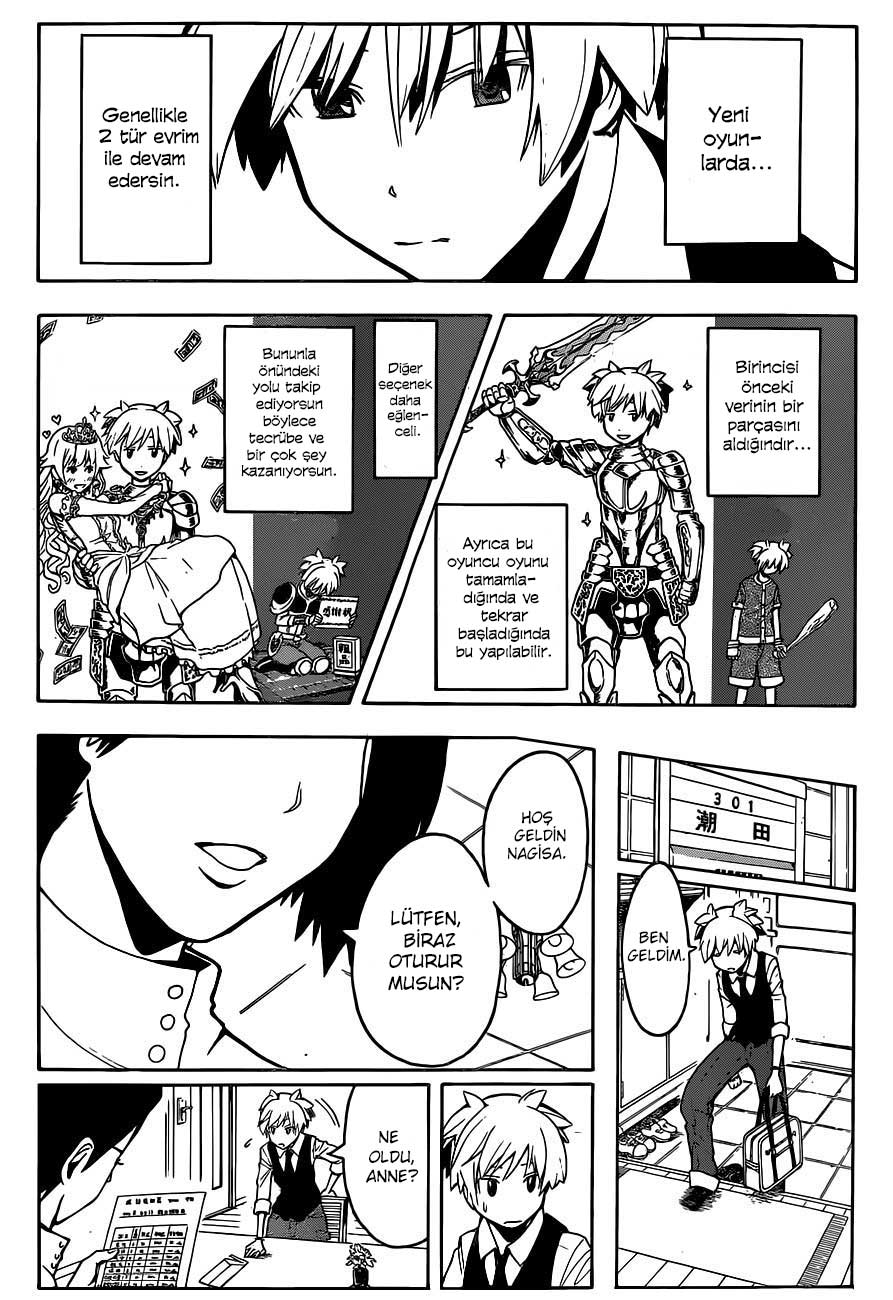 Yeni
oyun-
larda...
Genellikle
2 tür evrim
ile devam
edersin.
Birincisi
önceki
verinin bir
parçasını
aldığındır...
Ayrıca bu
oyuncu oyunu
tamamla-
dığında ve
tekrar
başladığında
bu yapılabilir.
Diğer
seçenek
daha
eğlen-
celi.
Bununla
önündeki
yolu takip
ediyorsun
böylece
tecrübe ve
bir çok şey
kazanıyorsun.
301
潮田
BEN
GELDİM.
HOŞ
GELDİN
NAGİSA.
LÜTFEN,
BİRAZ
OTURUR
MUSUN?
NE
OLDU,
ANNE?